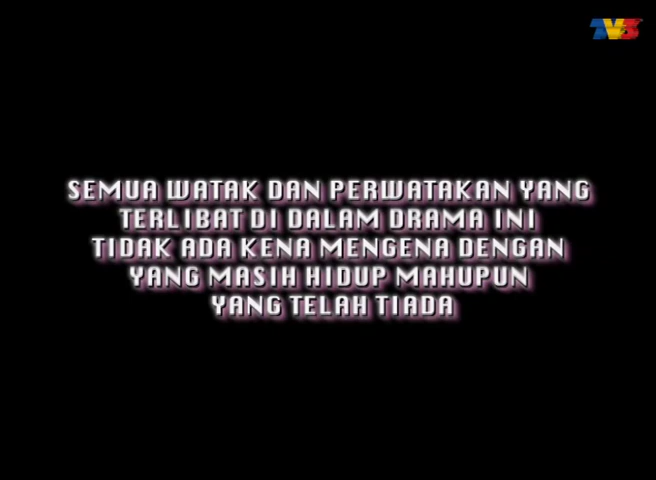 TV3
SEMUA WATAK DAN PERWATAKAN YANG
TERLIBAT DI DALAM DRAMA INI
TIDAK ADA KENA MENGENA DENGAN
YANG MASIH HIDUP MAHUPUN
YANG TELAH TIADA